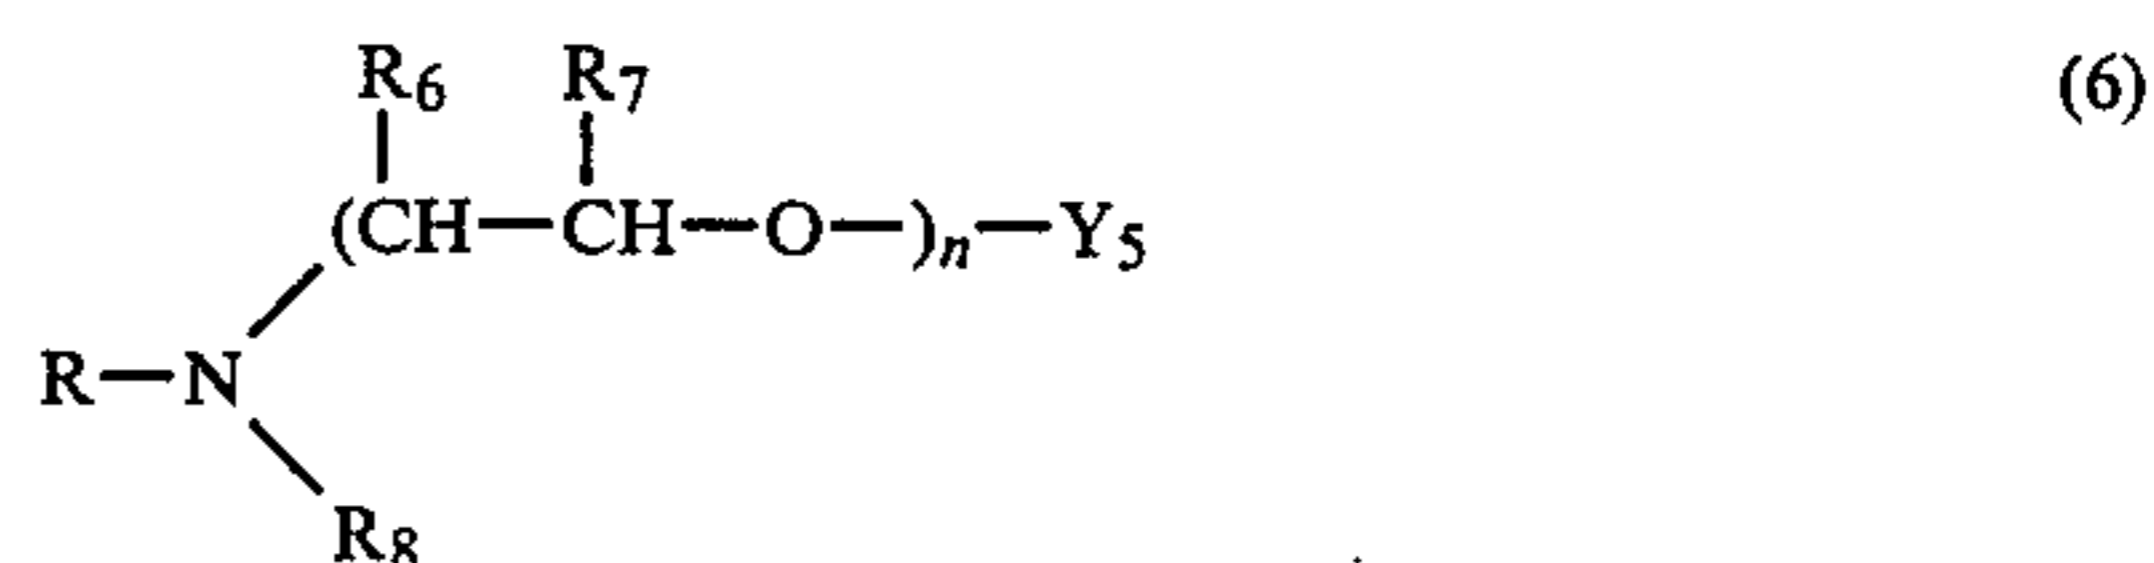 R6 R7 (6)
(CH—CH—O—)n—Y5
R—N
R8